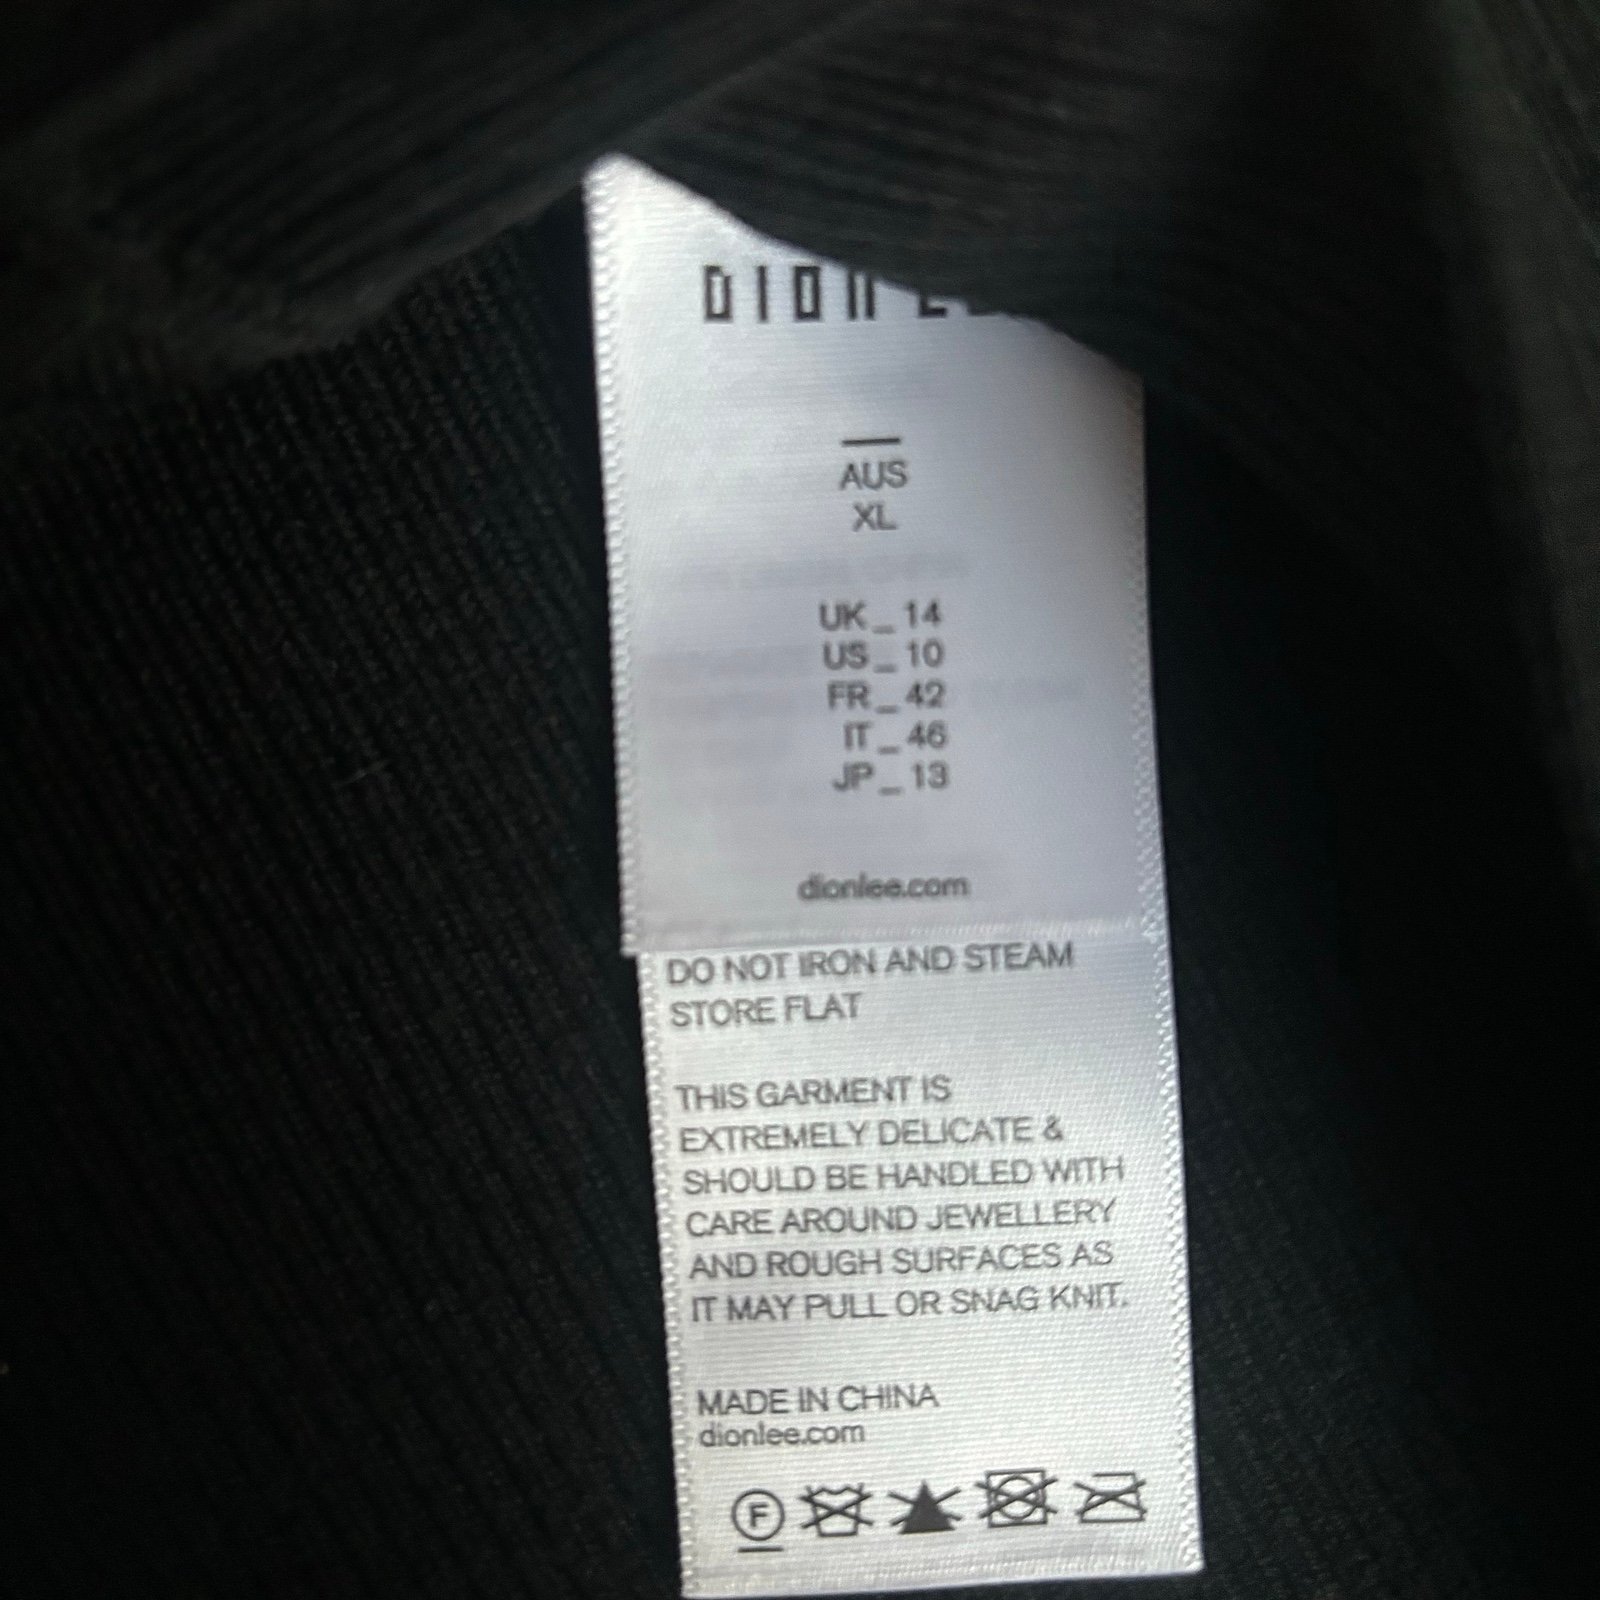 DION
AUS
XL
UK_14
US_10
FR_42
IT_46
JP_13
dionlee.com
DO NOT IRON AND STEAM
STORE FLAT
THIS GARMENT IS
EXTREMELY DELICATE &
SHOULD BE HANDLED WITH
CARE AROUND JEWELLERY
AND ROUGH SURFACES AS
IT MAY PULL OR SNAG KNIT.
MADE IN CHINA
dionlee.com
F